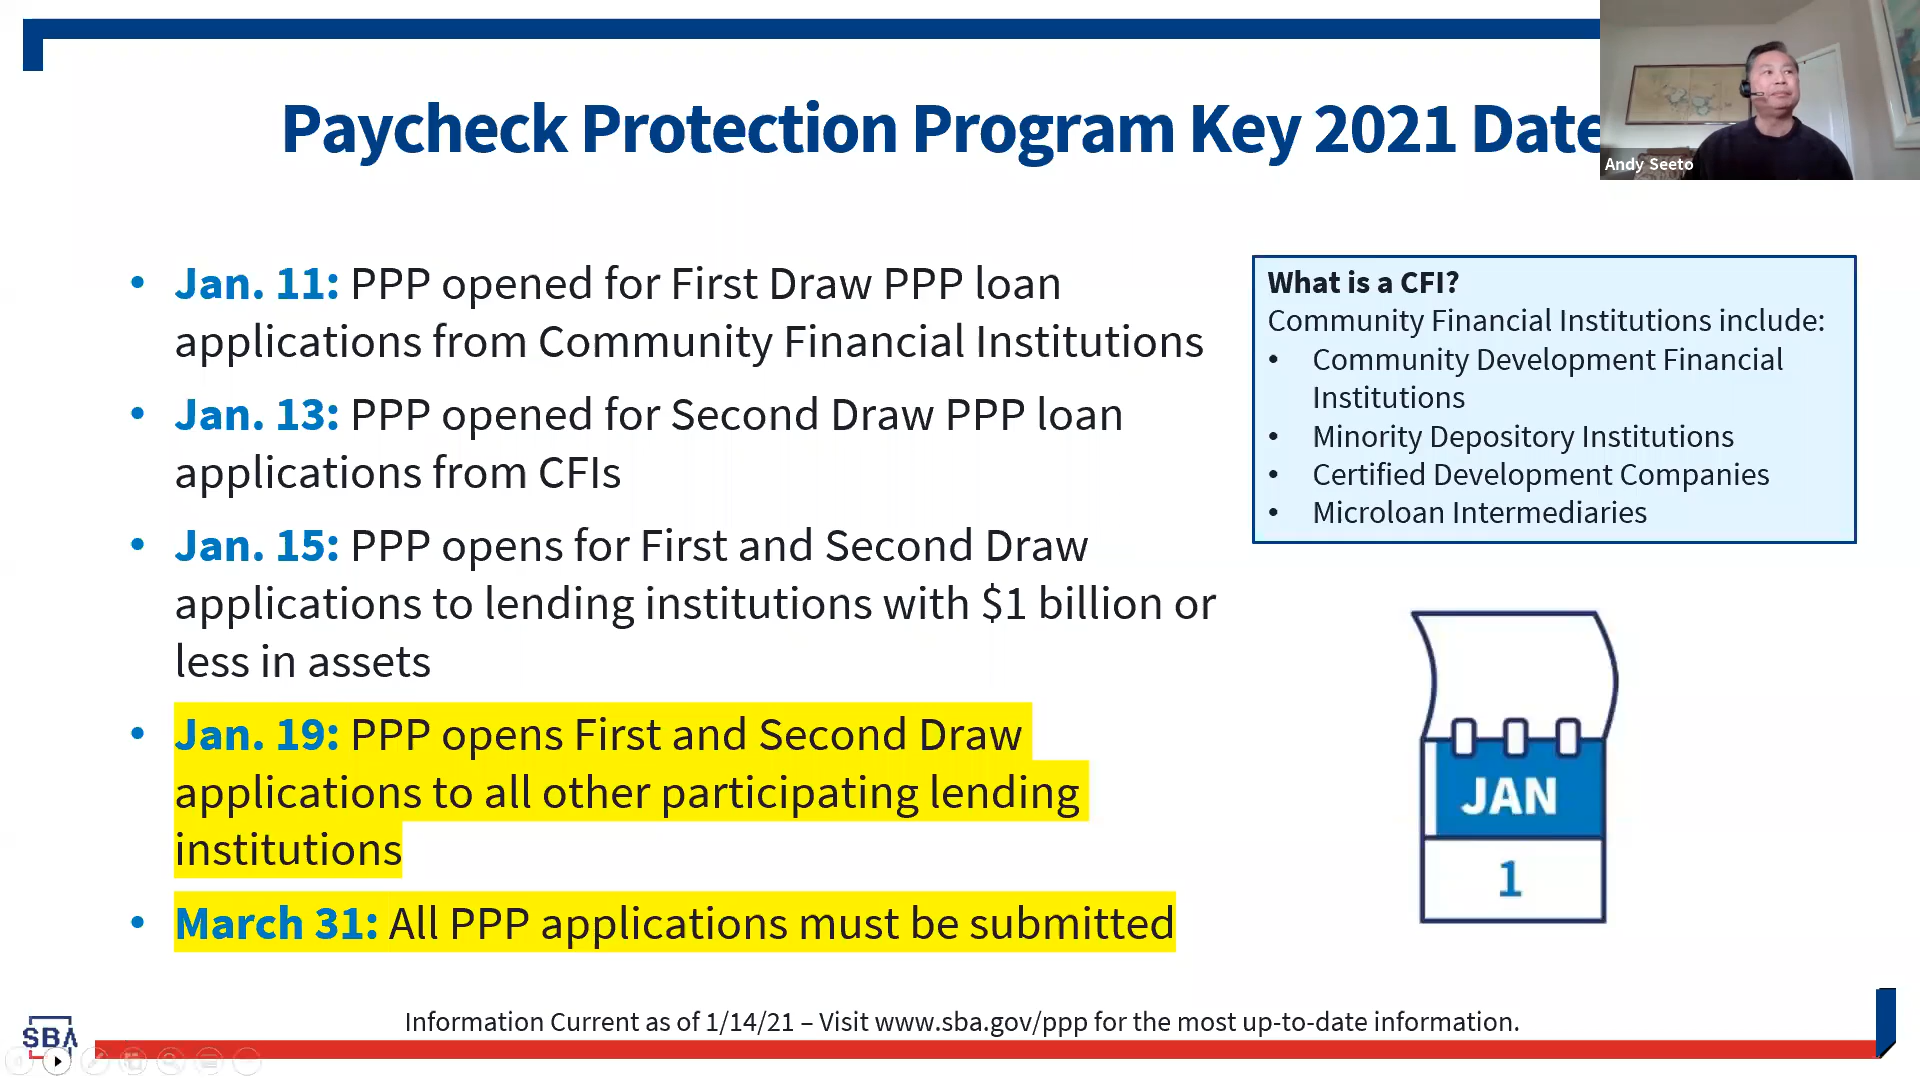 Paycheck Protection Program Key 2021 Date
Andy Seeto
• Jan. 11: PPP opened for First Draw PPP loan
applications from Community Financial Institutions
• Jan. 13: PPP opened for Second Draw PPP loan
applications from CFIs
• Jan. 15: PPP opens for First and Second Draw
applications to lending institutions with $1 billion or
less in assets
• Jan. 19: PPP opens First and Second Draw
applications to all other participating lending
institutions
• March 31: All PPP applications must be submitted
What is a CFI?
Community Financial Institutions include:
• Community Development Financial
Institutions
• Minority Depository Institutions
• Certified Development Companies
• Microloan Intermediaries
JAN
1
Information Current as of 1/14/21 – Visit www.sba.gov/ppp for the most up-to-date information.
SBA